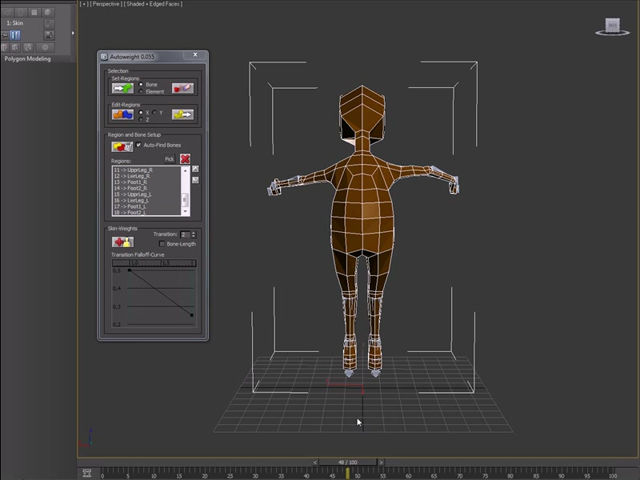 [ + ] [ Perspective ] [ Shaded + Edged Faces ]
1: Skin
Polygon Modeling
Autoweight 0.055
Selection
Set-Regions
Bone
Element
Edit-Regions
X Y
Z
Region and Bone Setup
Auto-Find Bones
Regions: Pick
11 -> UpprLeg_R
12 -> LwrLeg_R
13 -> Foot1_R
14 -> Foot2_R
15 -> UpprLeg_L
16 -> LwrLeg_L
17 -> Foot1_L
18 -> Foot2_L
Skin-Weights
Transition: 2
Bone-Length
Transition Falloff-Curve
0,5
0,4
0,3
0,2
< 48 / 100 >
0 5 10 15 20 25 30 35 40 45 50 55 60 65 70 75 80 85 90 95 100